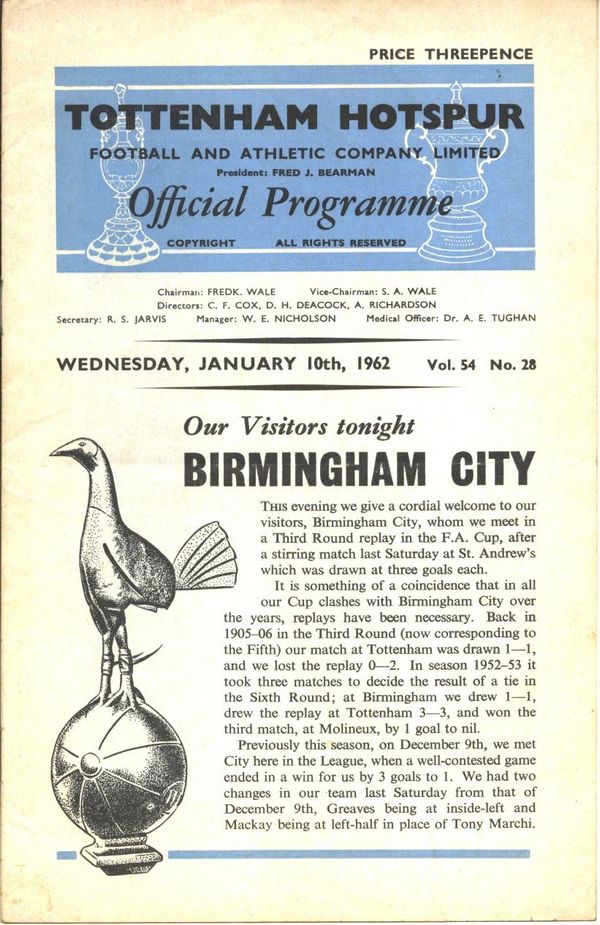 PRICE THREEPENCE
TOTTENHAM HOTSPUR
FOOTBALL AND ATHLETIC COMPANY LIMITED
President: FRED J. BEARMAN
Official Programme
COPYRIGHT ALL RIGHTS RESERVED
Chairman: FREDK. WALE Vice-Chairman: S. A. WALE
Directors: C. F. COX, D. H. DEACOCK, A. RICHARDSON
Secretary: R. S. JARVIS Manager: W. E. NICHOLSON Medical Officer: Dr. A. E. TUGHAN
WEDNESDAY, JANUARY 10th, 1962 Vol. 54 No. 28
Our Visitors tonight
BIRMINGHAM CITY
THIS evening we give a cordial welcome to our
visitors, Birmingham City, whom we meet in
a Third Round replay in the F.A. Cup, after
a stirring match last Saturday at St. Andrew's
which was drawn at three goals each.
It is something of a coincidence that in all
our Cup clashes with Birmingham City over
the years, replays have been necessary. Back in
1905-06 in the Third Round (now corresponding to
the Fifth) our match at Tottenham was drawn 1—1,
and we lost the replay 0—2. In season 1952-53 it
took three matches to decide the result of a tie in
the Sixth Round; at Birmingham we drew 1—1,
drew the replay at Tottenham 3—3, and won the
third match, at Molineux, by 1 goal to nil.
Previously this season, on December 9th, we met
City here in the League, when a well-contested game
ended in a win for us by 3 goals to 1. We had two
changes in our team last Saturday from that of
December 9th, Greaves being at inside-left and
Mackay being at left-half in place of Tony Marchi.